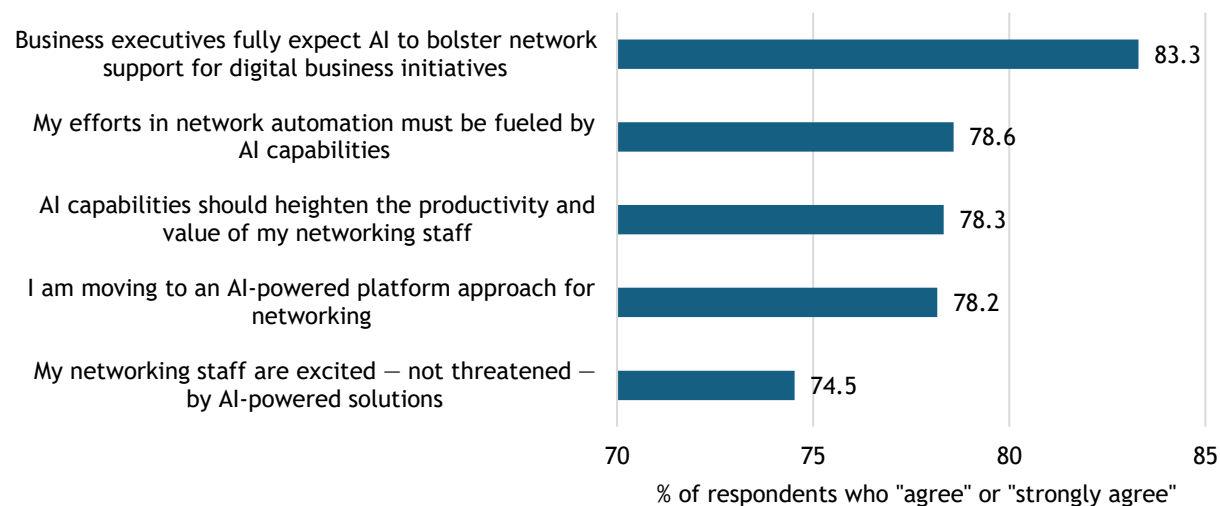 Business executives fully expect AI to bolster network
support for digital business initiatives
83.3
My efforts in network automation must be fueled by
AI capabilities
78.6
AI capabilities should heighten the productivity and
value of my networking staff
78.3
I am moving to an AI-powered platform approach for
networking
78.2
My networking staff are excited — not threatened —
by AI-powered solutions
74.5
70 75 80 85
% of respondents who "agree" or "strongly agree"